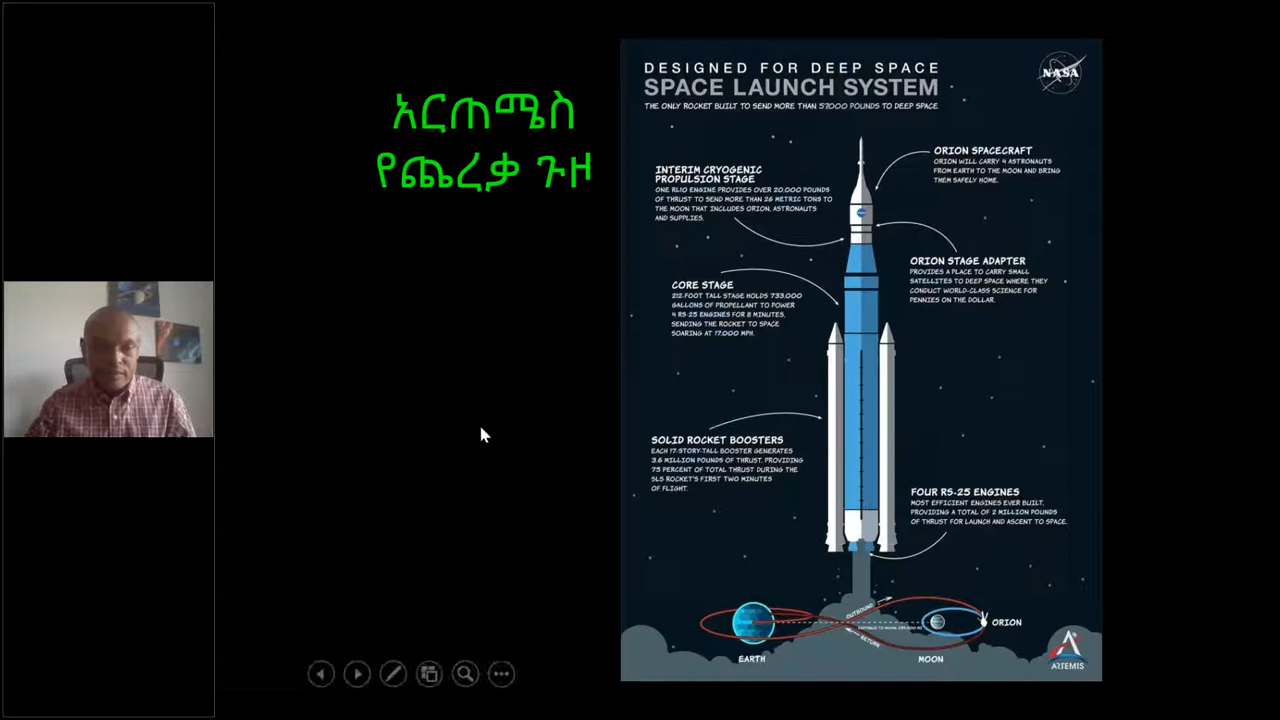 አርጠሜስ
የጨረቃ ጉዞ
DESIGNED FOR DEEP SPACE
SPACE LAUNCH SYSTEM
THE ONLY ROCKET BUILT TO SEND MORE THAN 57,000 POUNDS TO DEEP SPACE
NASA
INTERIM CRYOGENIC
PROPULSION STAGE
ONE RL10 ENGINE PROVIDES OVER 20,000 POUNDS
OF THRUST TO SEND MORE THAN 26 METRIC TONS TO
THE MOON THAT INCLUDES ORION, ASTRONAUTS
AND SUPPLIES.
ORION SPACECRAFT
ORION WILL CARRY 4 ASTRONAUTS
FROM EARTH TO THE MOON AND BRING
THEM SAFELY HOME.
ORION STAGE ADAPTER
PROVIDES A PLACE TO CARRY SMALL
SATELLITES TO DEEP SPACE WHERE THEY
CONDUCT WORLD-CLASS SCIENCE FOR
PENNIES ON THE DOLLAR.
CORE STAGE
212-FOOT TALL STAGE HOLDS 733,000
GALLONS OF PROPELLANT TO POWER
4 RS-25 ENGINES FOR 8 MINUTES,
SENDING THE ROCKET TO SPACE
SOARING AT 17,000 MPH.
SOLID ROCKET BOOSTERS
EACH 17-STORY-TALL BOOSTER GENERATES
3.6 MILLION POUNDS OF THRUST, PROVIDING
75 PERCENT OF TOTAL THRUST DURING THE
SLS ROCKET'S FIRST TWO MINUTES
OF FLIGHT.
FOUR RS-25 ENGINES
MOST EFFICIENT ENGINES EVER BUILT,
PROVIDING A TOTAL OF 2 MILLION POUNDS
OF THRUST FOR LAUNCH AND ASCENT TO SPACE.
OUTBOUND
RETURN
ORION
EARTH
MOON
ARTEMIS